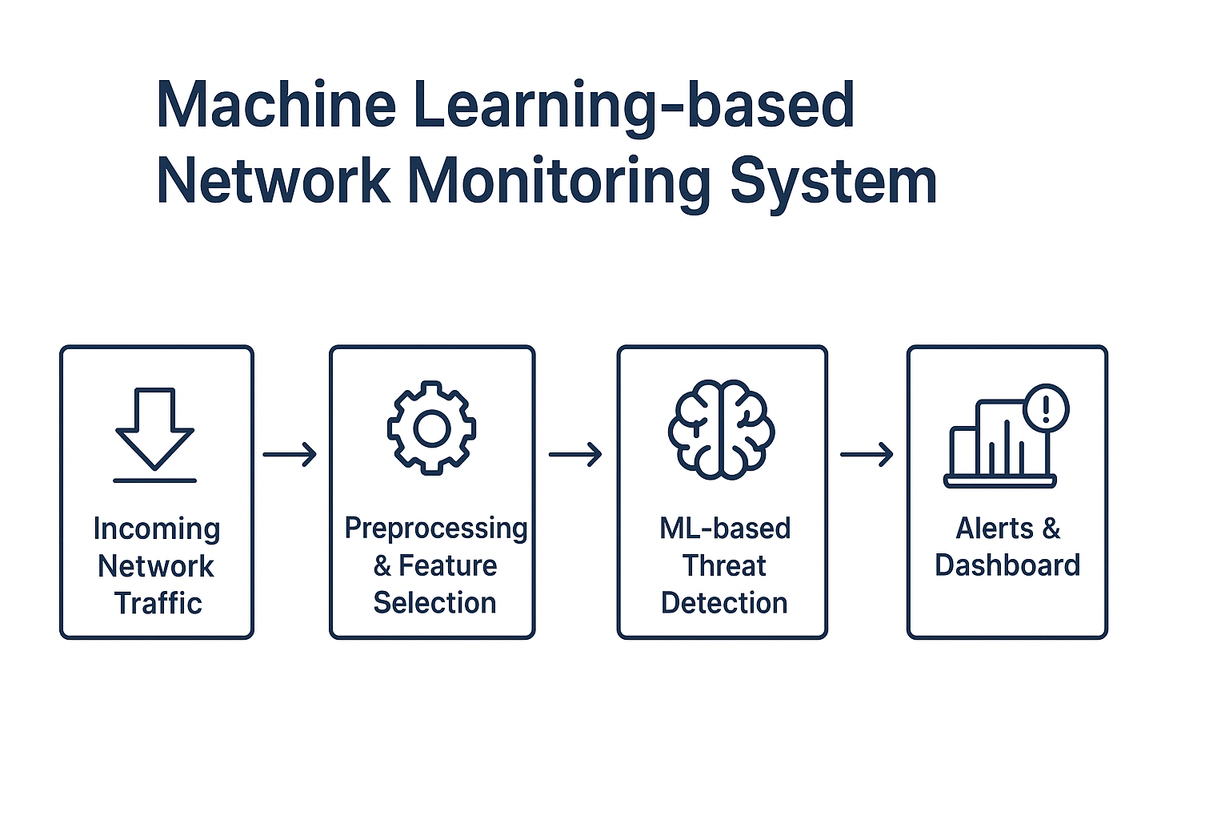 Machine Learning-based
Network Monitoring System
Incoming
Network
Traffic
Preprocessing
& Feature
Selection
ML-based
Threat
Detection
Alerts &
Dashboard